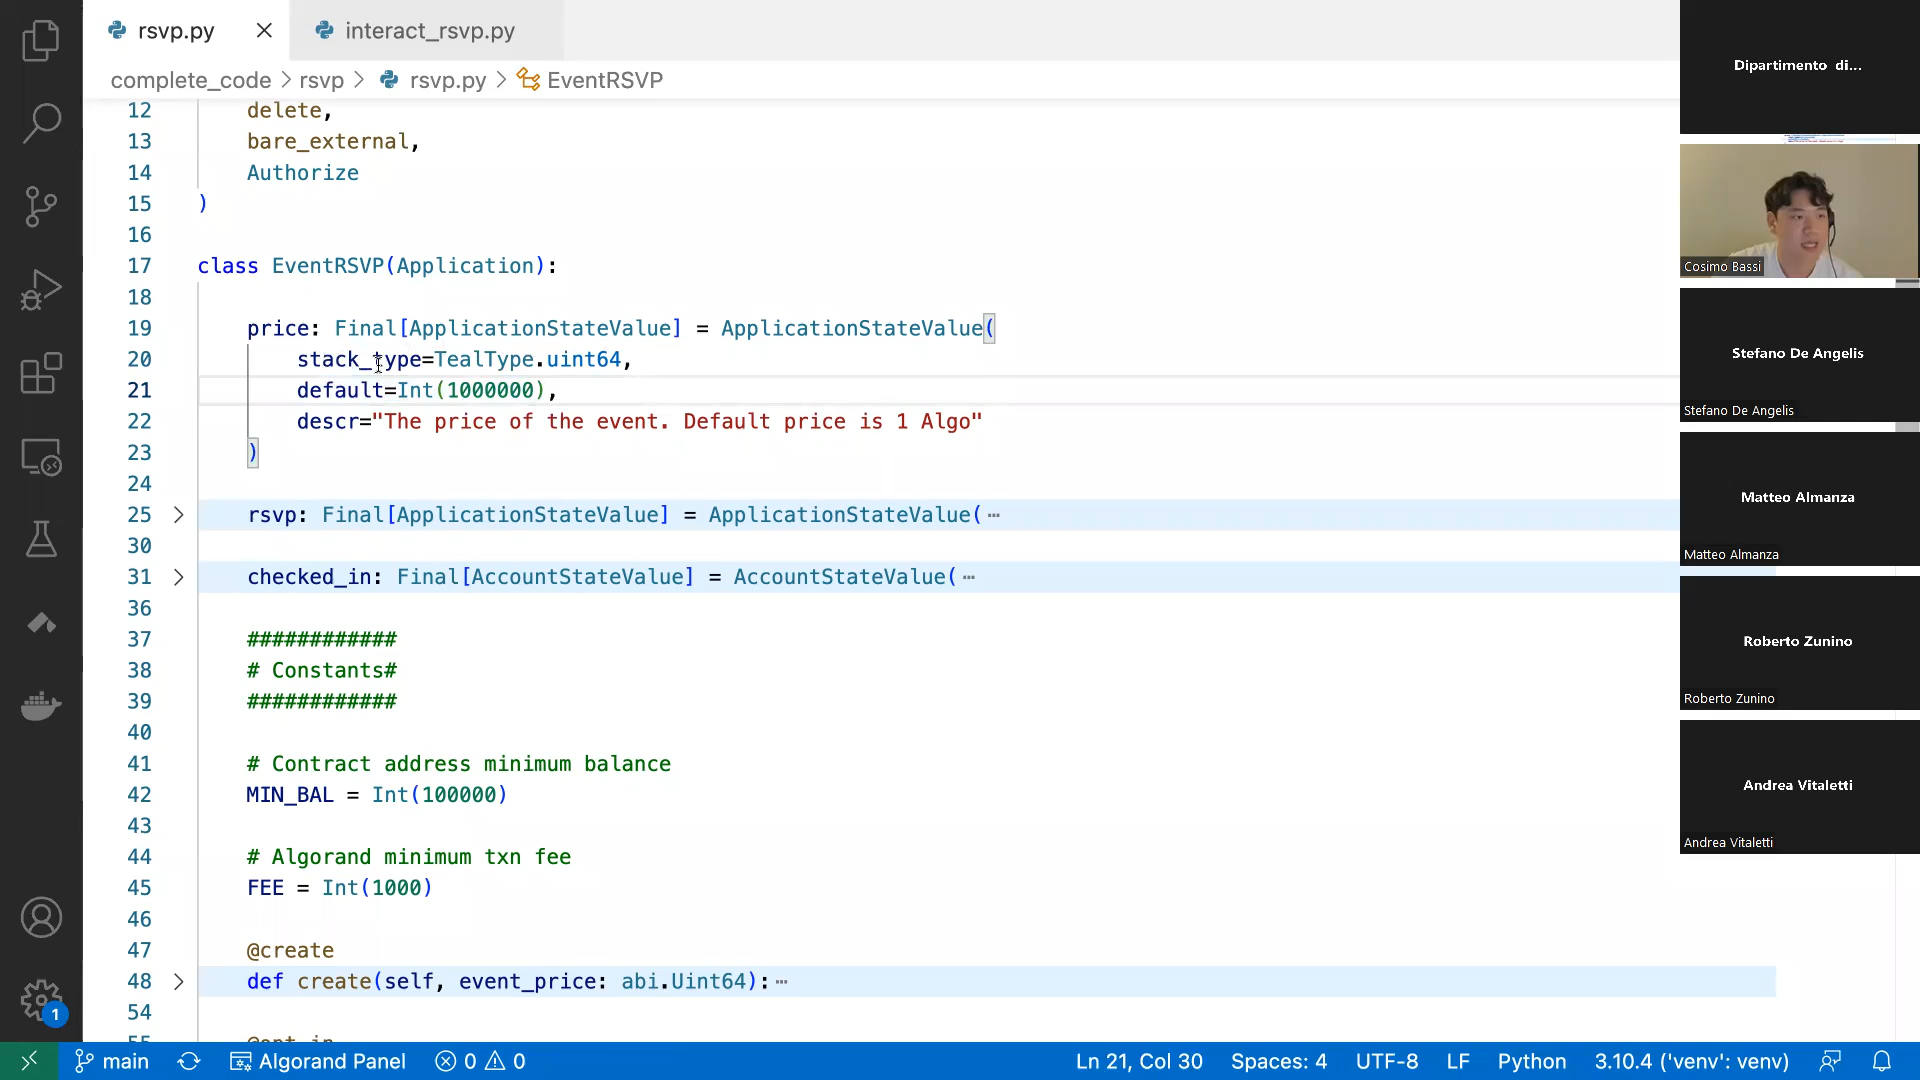 rsvp.py
interact_rsvp.py
complete_code > rsvp > rsvp.py > EventRSVP
12 delete,
13 bare_external,
14 Authorize
15 )
16
17 class EventRSVP(Application):
18
19 price: Final[ApplicationStateValue] = ApplicationStateValue(
20 stack_type=TealType.uint64,
21 default=Int(1000000),
22 descr="The price of the event. Default price is 1 Algo"
23 )
24
25 rsvp: Final[ApplicationStateValue] = ApplicationStateValue(⋯
30
31 checked_in: Final[AccountStateValue] = AccountStateValue(⋯
36
37 ############
38 # Constants#
39 ############
40
41 # Contract address minimum balance
42 MIN_BAL = Int(100000)
43
44 # Algorand minimum txn fee
45 FEE = Int(1000)
46
47 @create
48 def create(self, event_price: abi.Uint64):⋯
54
55 @opt_in
1
main
Algorand Panel
0 0
Ln 21, Col 30
Spaces: 4
UTF-8
LF
Python
3.10.4 ('venv': venv)
Dipartimento di...
Cosimo Bassi
Stefano De Angelis
Stefano De Angelis
Matteo Almanza
Matteo Almanza
Roberto Zunino
Roberto Zunino
Andrea Vitaletti
Andrea Vitaletti